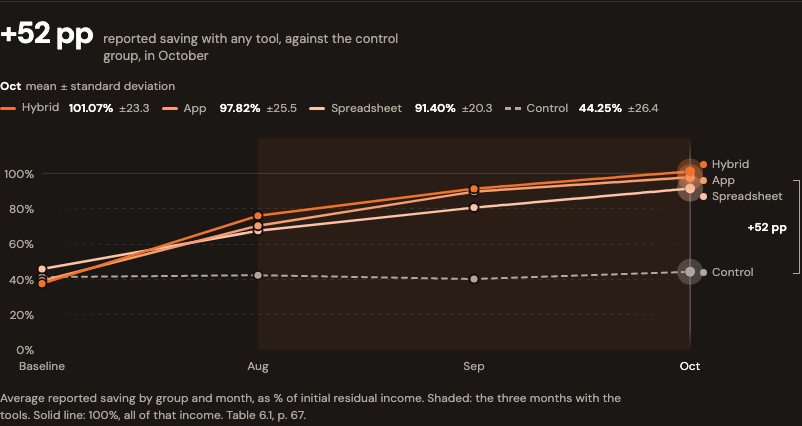 +52 pp reported saving with any tool, against the control
group, in October
Oct mean ± standard deviation
Hybrid 101.07% ±23.3 App 97.82% ±25.5 Spreadsheet 91.40% ±20.3 Control 44.25% ±26.4
100%
80%
60%
40%
20%
0%
Hybrid
App
Spreadsheet
+52 pp
Control
Baseline Aug Sep Oct
Average reported saving by group and month, as % of initial residual income. Shaded: the three months with the
tools. Solid line: 100%, all of that income. Table 6.1, p. 67.